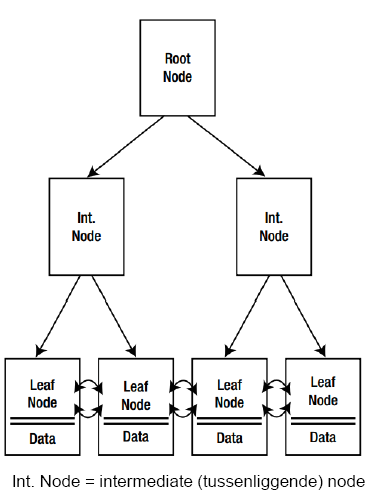 Root
Node
Int.
Node
Int.
Node
Leaf
Node
Data
Leaf
Node
Data
Leaf
Node
Data
Leaf
Node
Data
Int. Node = intermediate (tussenliggende) node